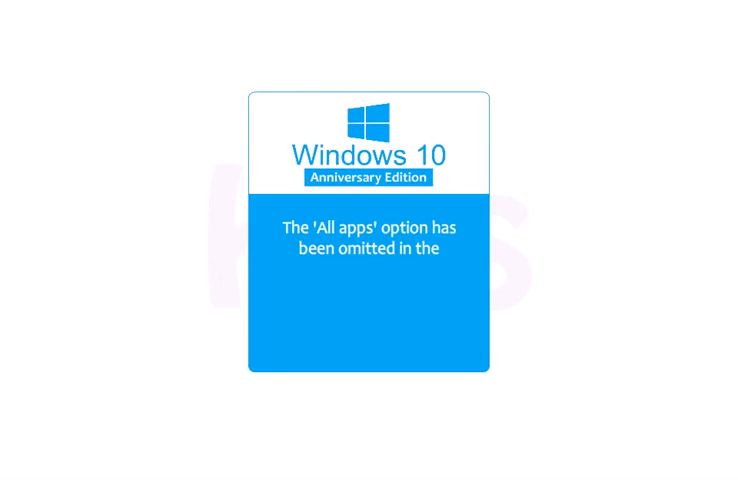 Windows 10
Anniversary Edition
The 'All apps' option has
been omitted in the